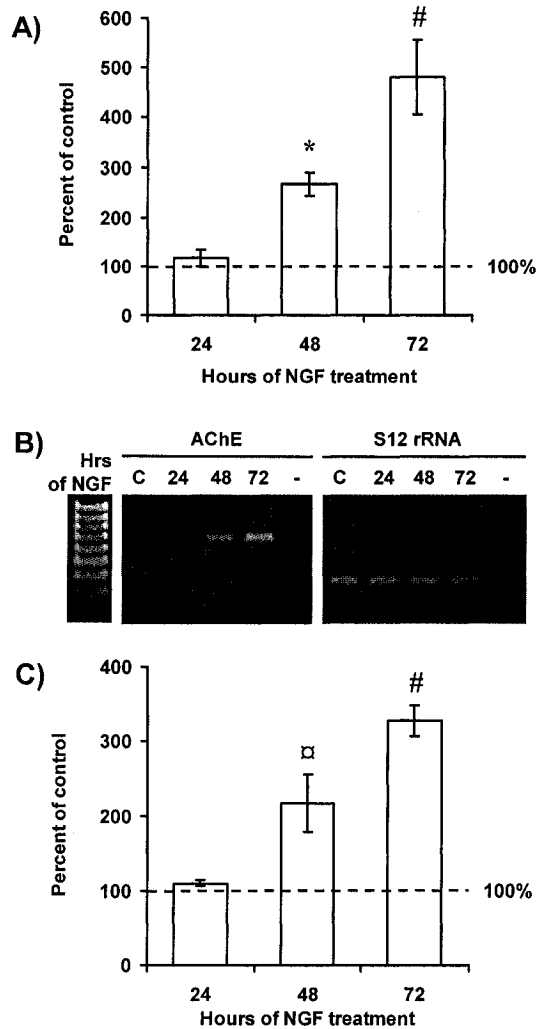 A)
Percent of control
600
500
400
300
200
100
0
*
#
100%
24 48 72
Hours of NGF treatment
B)
AChE S12 rRNA
Hrs
of NGF C 24 48 72 - C 24 48 72 -
C)
Percent of control
400
300
200
100
0
¤
#
100%
24 48 72
Hours of NGF treatment